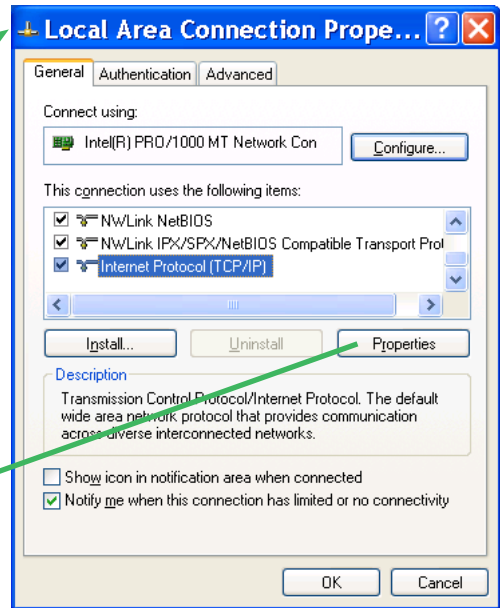 Local Area Connection Prope...
General Authentication Advanced
Connect using:
Intel(R) PRO/1000 MT Network Con Configure...
This connection uses the following items:
NWLink NetBIOS
NWLink IPX/SPX/NetBIOS Compatible Transport Prot
Internet Protocol (TCP/IP)
Install... Uninstall Properties
Description
Transmission Control Protocol/Internet Protocol. The default
wide area network protocol that provides communication
across diverse interconnected networks.
Show icon in notification area when connected
Notify me when this connection has limited or no connectivity
OK Cancel